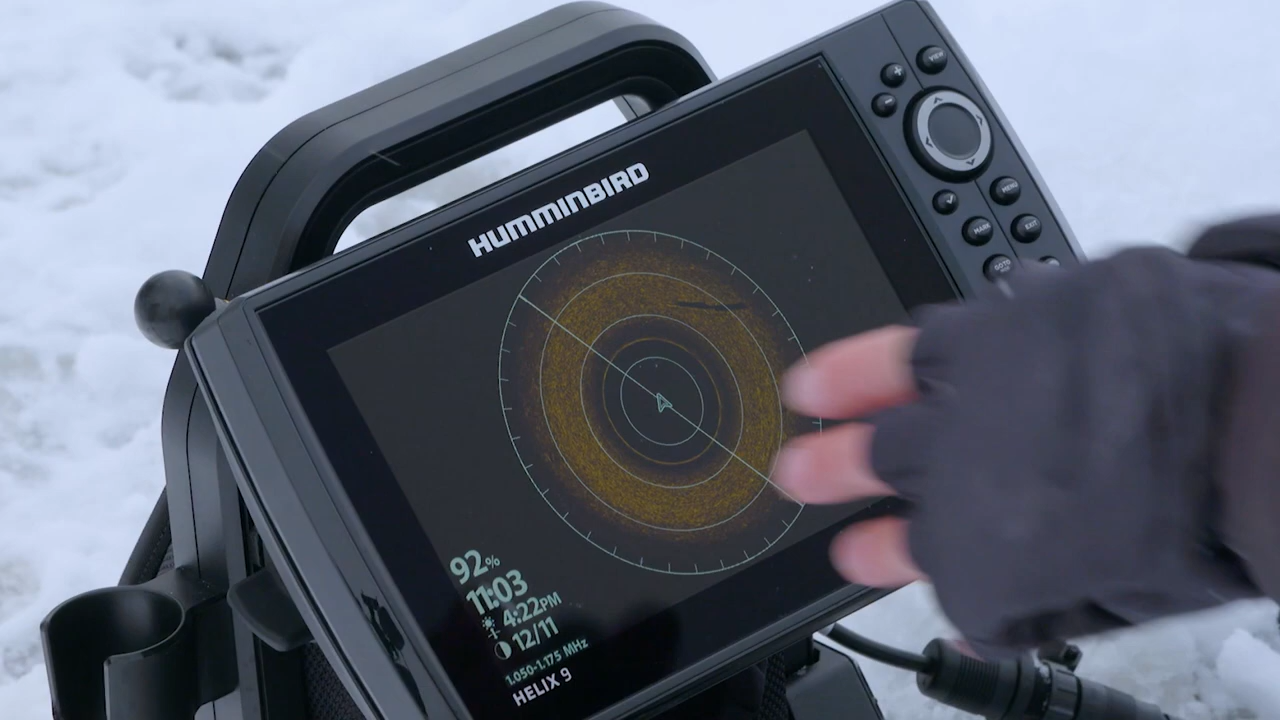 HUMMINBIRD
VIEW
MENU
MARK
EXIT
GOTO
92%
11:03
4:22PM
12/11
1.050-1.175 MHz
HELIX 9